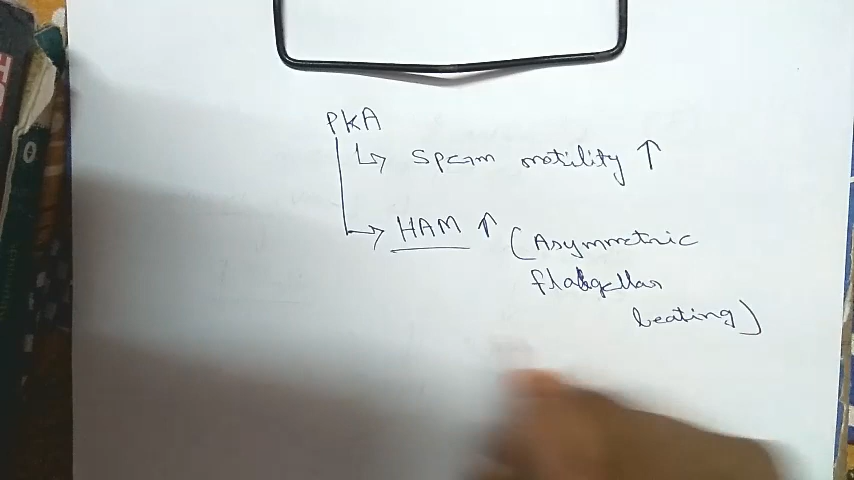 PKA
↳ Sperm motility ↑
→ HAM ↑ (Asymmetric
flagellar
beating)